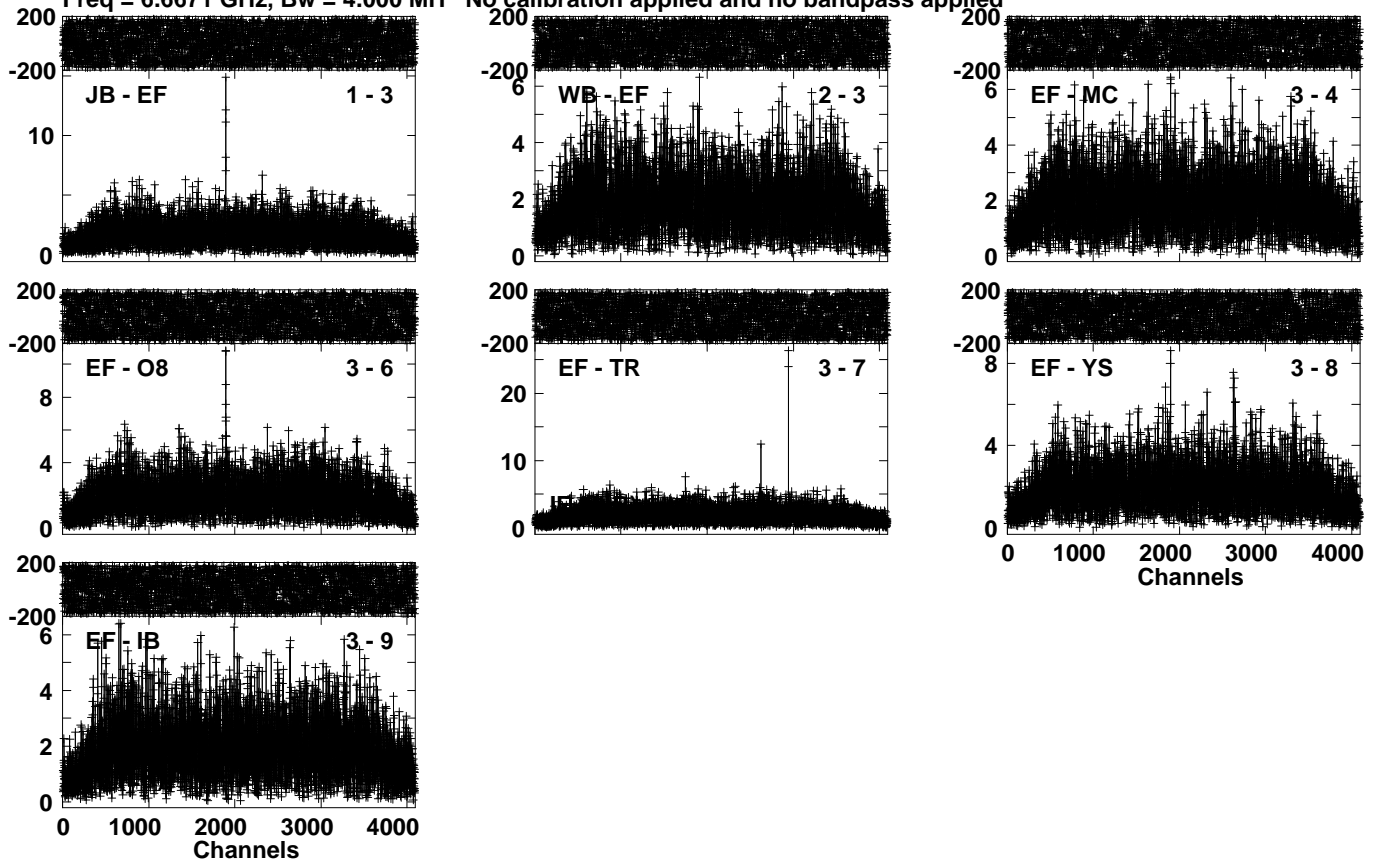 Freq = 6.6671 GHz, Bw = 4.000 MH No calibration applied and no bandpass applied
200 200 200
-200 -200 -200
JB - EF 1 - 3 WB - EF 2 - 3 EF - MC 3 - 4
10 6 6
4 4
2 2
0 0 0
200 200 200
-200 -200 -200
EF - O8 3 - 6 EF - TR 3 - 7 EF - YS 3 - 8
8 20 8
4 10 4
IF
0 0 0
0 1000 2000 3000 4000
Channels
200
-200
EF - IB 3 - 9
6
4
2
0
0 1000 2000 3000 4000
Channels